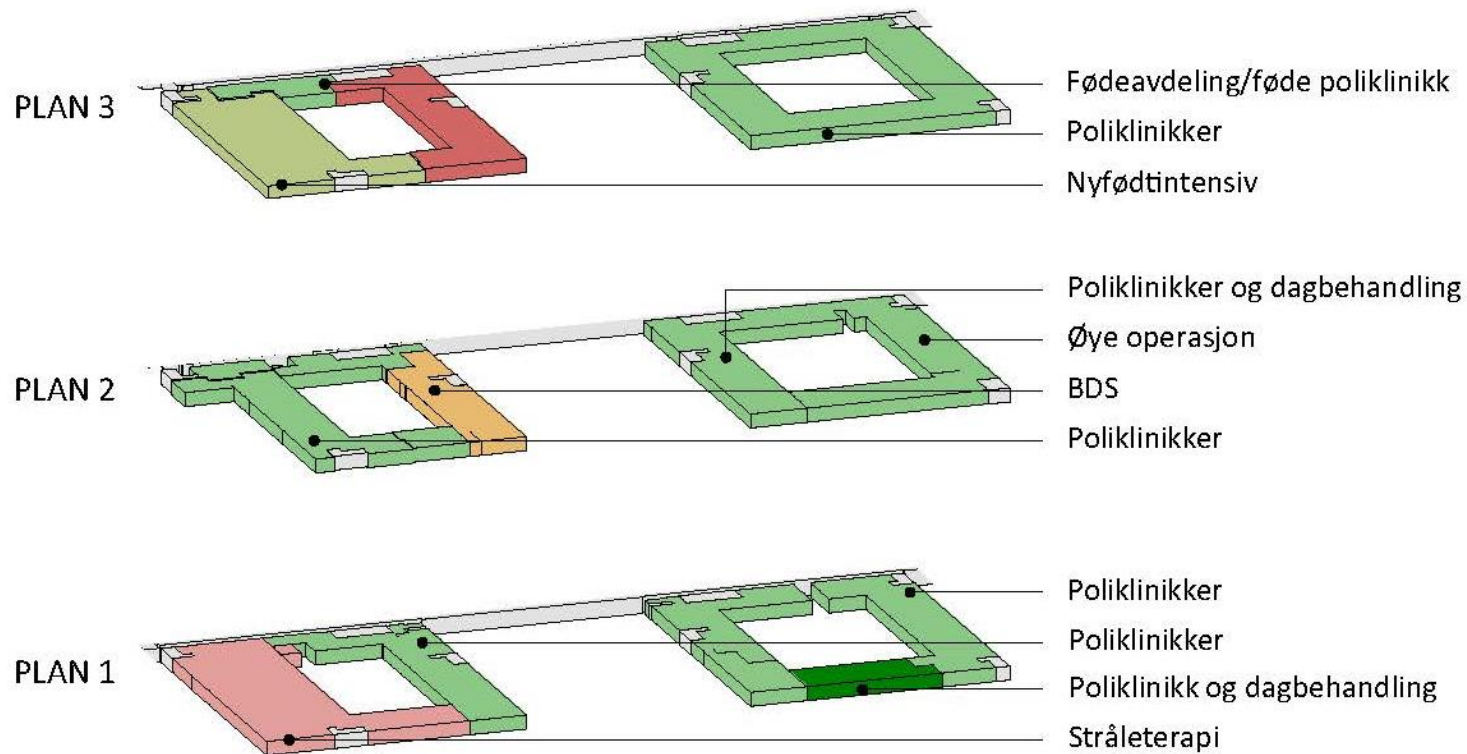 PLAN 3
Fødeavdeling/føde poliklinikk
Poliklinikker
Nyfødtintensiv
PLAN 2
Poliklinikker og dagbehandling
Øye operasjon
BDS
Poliklinikker
PLAN 1
Poliklinikker
Poliklinikker
Poliklinikk og dagbehandling
Stråleterapi